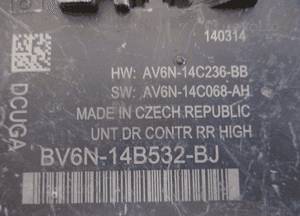 140314
HW: AV6N-14C236-BB
SW: AV6N-14C068-AH
MADE IN CZECH REPUBLIC
UNT DR CONTR RR HIGH
BV6N-14B532-BJ
DCUGA